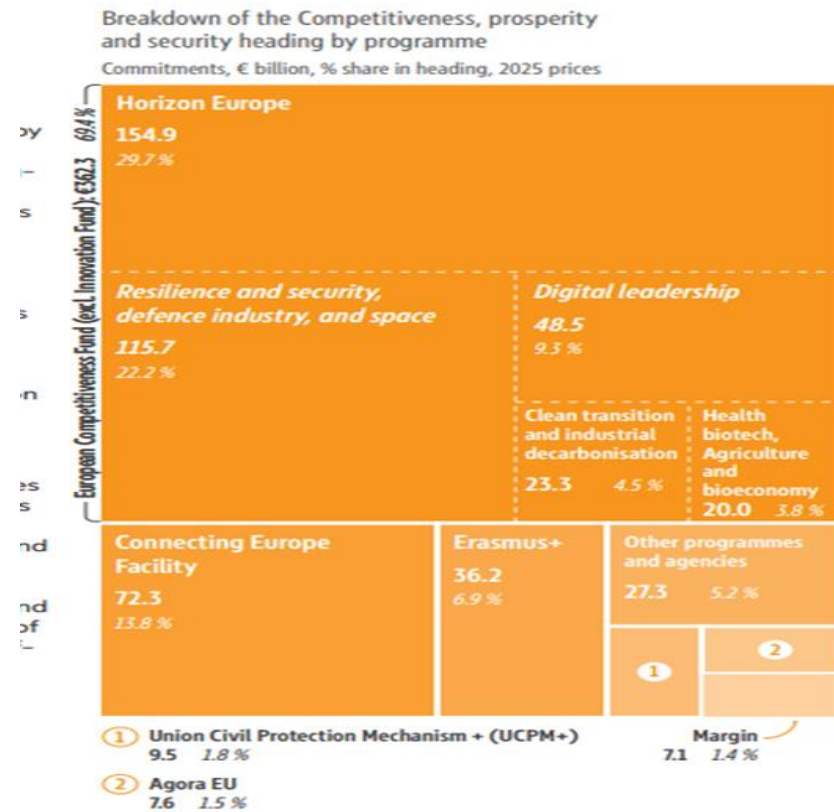 Breakdown of the Competitiveness, prosperity
and security heading by programme
Commitments, € billion, % share in heading, 2025 prices
European Competitiveness Fund (excl. Innovation Fund): €362.3 69.4 %
Horizon Europe
154.9
29.7 %
Resilience and security,
defence industry, and space
115.7
22.2 %
Digital leadership
48.5
9.3 %
Clean transition
and industrial
decarbonisation
23.3 4.5 %
Health
biotech,
Agriculture
and
bioeconomy
20.0 3.8 %
Connecting Europe
Facility
72.3
13.8 %
Erasmus+
36.2
6.9 %
Other programmes
and agencies
27.3 5.2 %
1
2
1 Union Civil Protection Mechanism + (UCPM+)
9.5 1.8 %
Margin
7.1 1.4 %
2 Agora EU
7.6 1.5 %